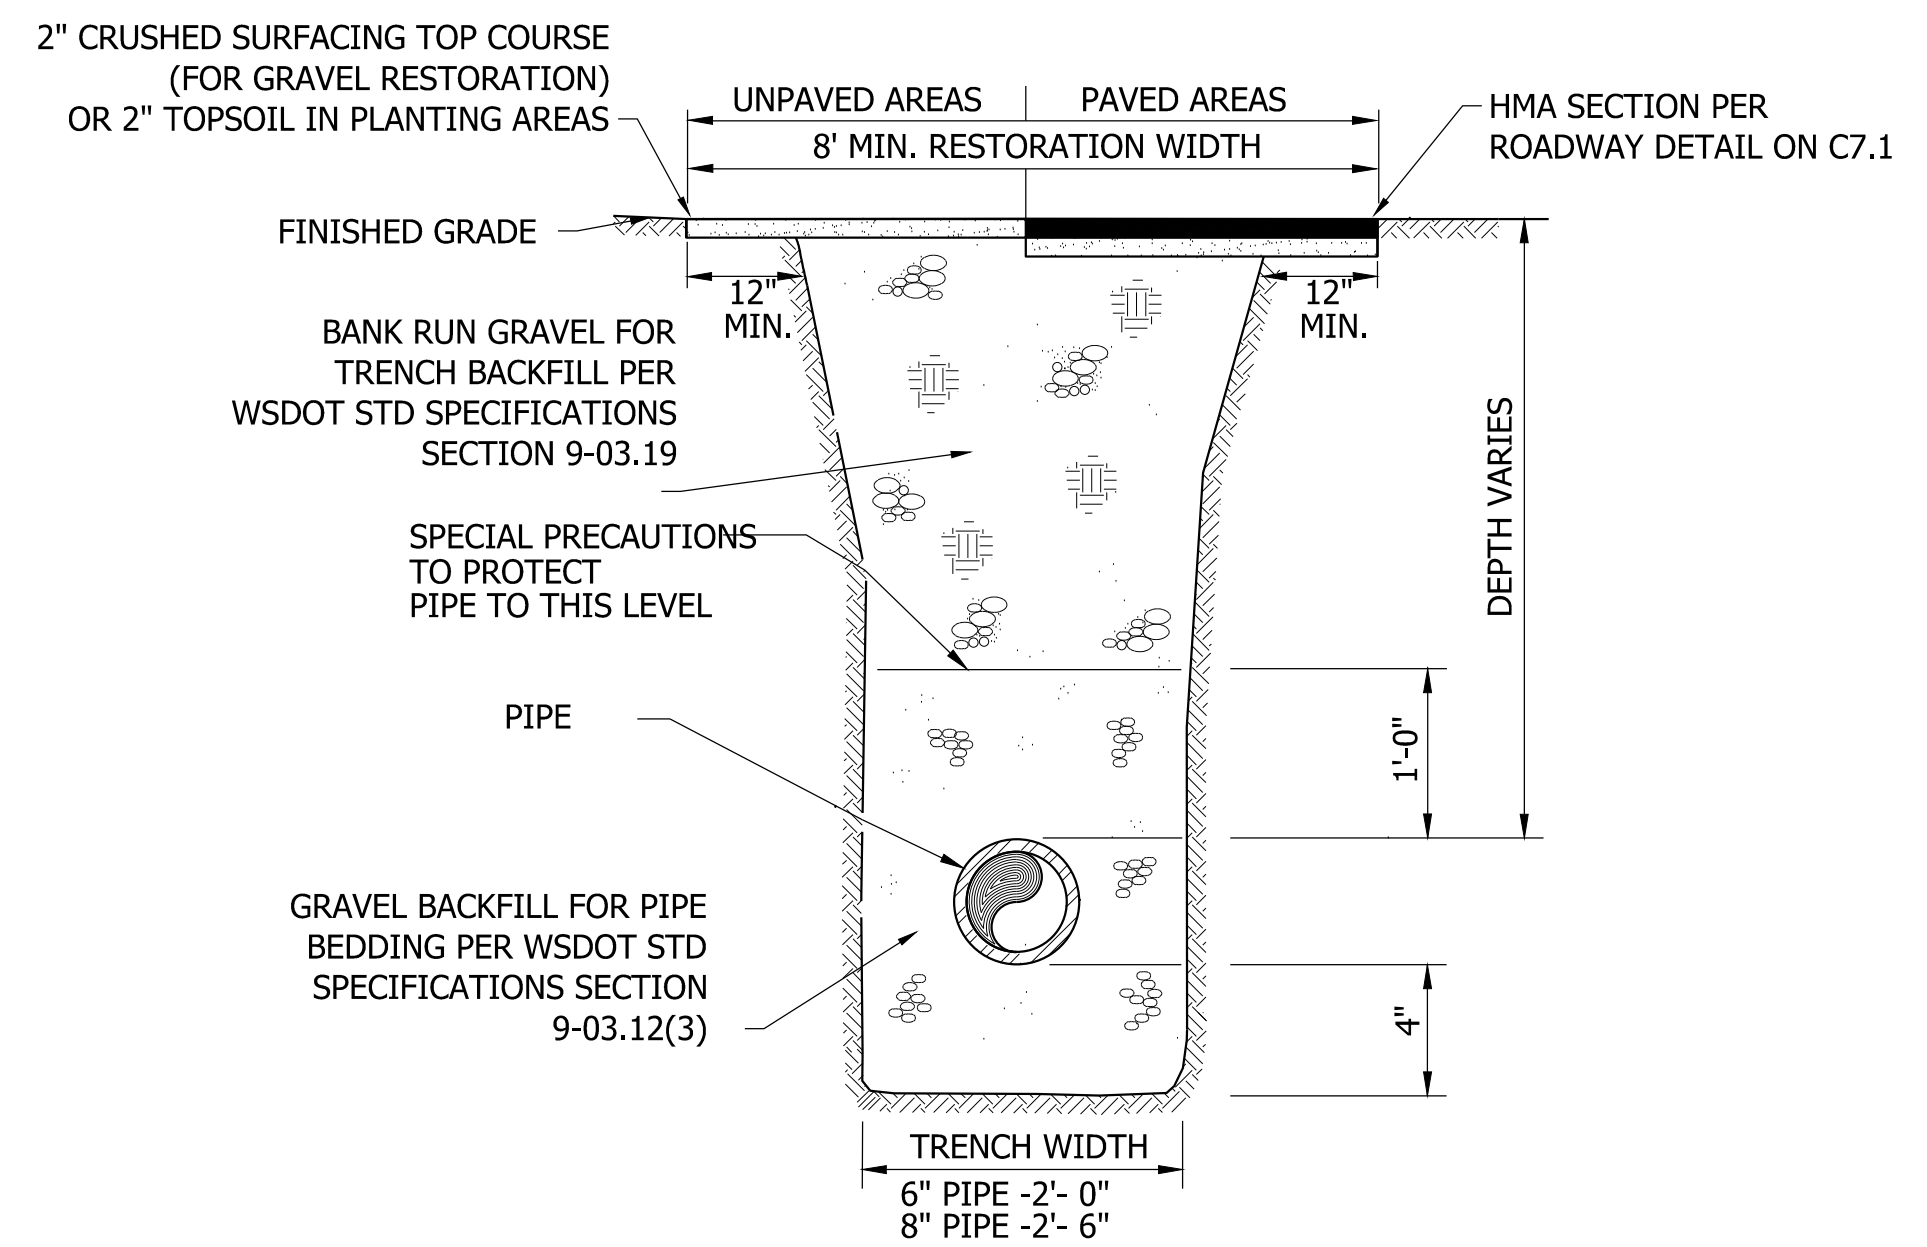 2" CRUSHED SURFACING TOP COURSE
(FOR GRAVEL RESTORATION)
OR 2" TOPSOIL IN PLANTING AREAS
UNPAVED AREAS
PAVED AREAS
8' MIN. RESTORATION WIDTH
HMA SECTION PER
ROADWAY DETAIL ON C7.1
FINISHED GRADE
12"
MIN.
12"
MIN.
BANK RUN GRAVEL FOR
TRENCH BACKFILL PER
WSDOT STD SPECIFICATIONS
SECTION 9-03.19
DEPTH VARIES
SPECIAL PRECAUTIONS
TO PROTECT
PIPE TO THIS LEVEL
PIPE
1'-0"
GRAVEL BACKFILL FOR PIPE
BEDDING PER WSDOT STD
SPECIFICATIONS SECTION
9-03.12(3)
4"
TRENCH WIDTH
6" PIPE -2'- 0"
8" PIPE -2'- 6"